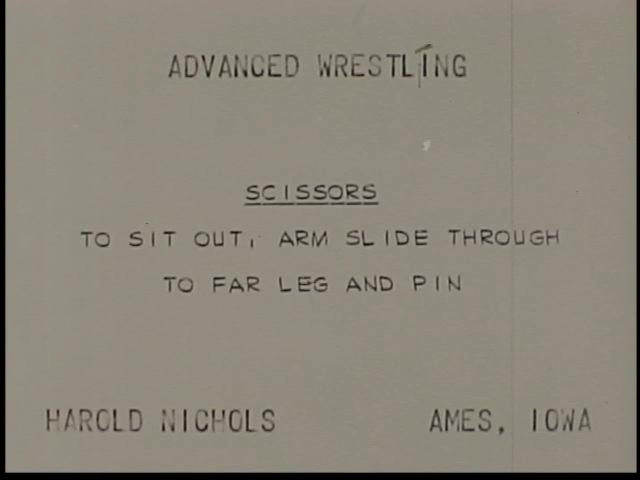 ADVANCED WRESTLING
SCISSORS
TO SIT OUT, ARM SLIDE THROUGH
TO FAR LEG AND PIN
HAROLD NICHOLS AMES, IOWA